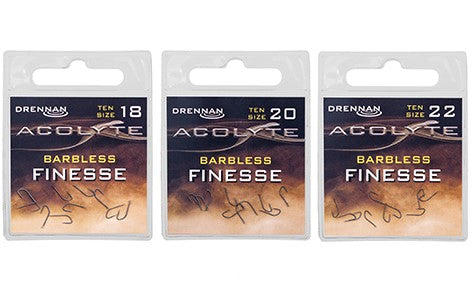 DRENNAN
TEN
SIZE 18
ACOLYTE
BARBLESS
FINESSE
DRENNAN
TEN
SIZE 20
ACOLYTE
BARBLESS
FINESSE
DRENNAN
TEN
SIZE 22
ACOLYTE
BARBLESS
FINESSE